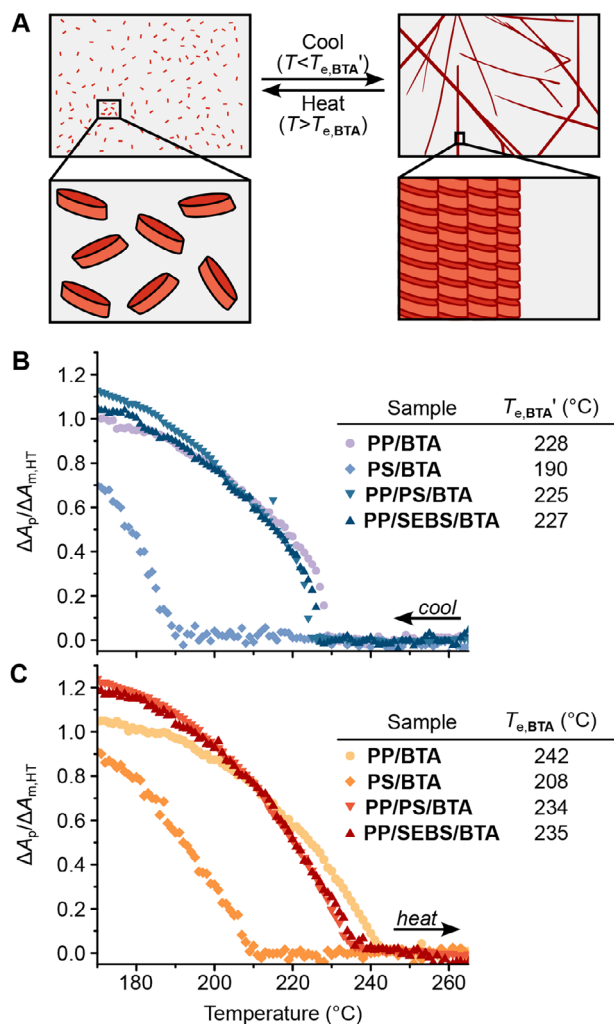 A
Cool
(T<Te,BTA')
Heat
(T>Te,BTA)
B
ΔAp/ΔAm,HT
1.2
1.0
0.8
0.6
0.4
0.2
0.0
Sample Te,BTA' (°C)
PP/BTA 228
PS/BTA 190
PP/PS/BTA 225
PP/SEBS/BTA 227
cool
C
ΔAp/ΔAm,HT
1.2
1.0
0.8
0.6
0.4
0.2
0.0
Sample Te,BTA (°C)
PP/BTA 242
PS/BTA 208
PP/PS/BTA 234
PP/SEBS/BTA 235
heat
180 200 220 240 260
Temperature (°C)